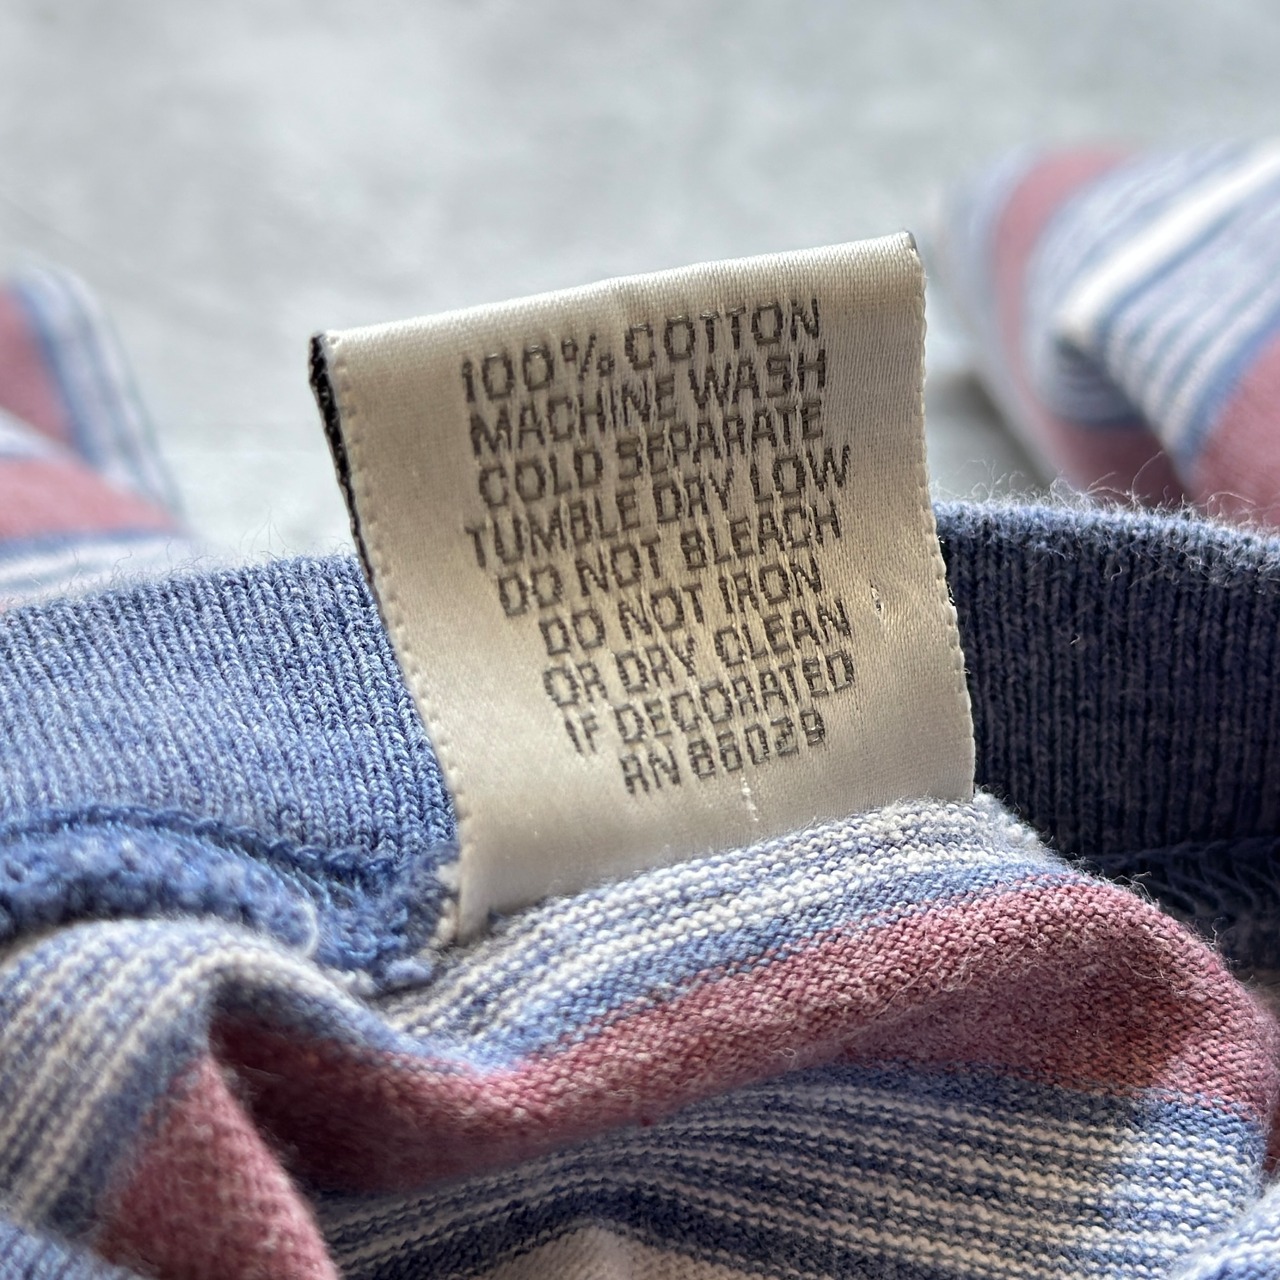 100% COTTON
MACHINE WASH
COLD SEPARATE
TUMBLE DRY LOW
DO NOT BLEACH
DO NOT IRON
OR DRY CLEAN
IF DECORATED
RN 86029